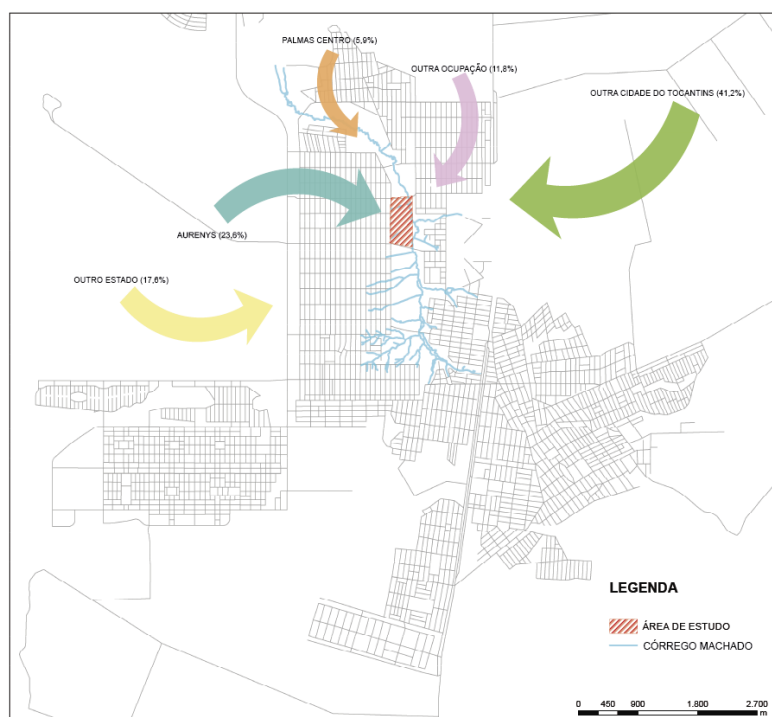 PALMAS CENTRO (5,9%)
OUTRA OCUPAÇÃO (11,8%)
OUTRA CIDADE DO TOCANTINS (41,2%)
AURENYS (23,6%)
OUTRO ESTADO (17,6%)
LEGENDA
ÁREA DE ESTUDO
CÓRREGO MACHADO
0 450 900 1.800 2.700
m